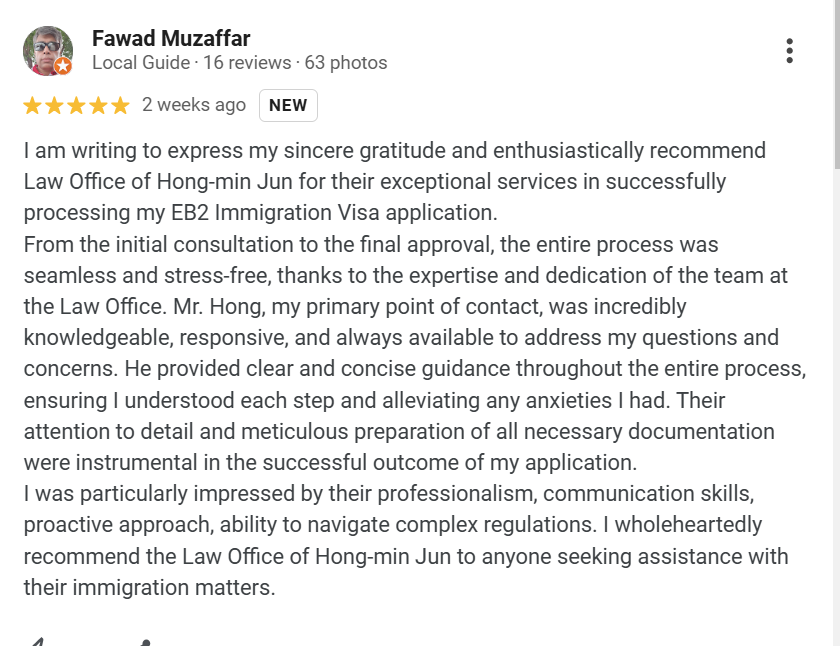 Fawad Muzaffar
Local Guide · 16 reviews · 63 photos
2 weeks ago NEW
I am writing to express my sincere gratitude and enthusiastically recommend
Law Office of Hong-min Jun for their exceptional services in successfully
processing my EB2 Immigration Visa application.
From the initial consultation to the final approval, the entire process was
seamless and stress-free, thanks to the expertise and dedication of the team at
the Law Office. Mr. Hong, my primary point of contact, was incredibly
knowledgeable, responsive, and always available to address my questions and
concerns. He provided clear and concise guidance throughout the entire process,
ensuring I understood each step and alleviating any anxieties I had. Their
attention to detail and meticulous preparation of all necessary documentation
were instrumental in the successful outcome of my application.
I was particularly impressed by their professionalism, communication skills,
proactive approach, ability to navigate complex regulations. I wholeheartedly
recommend the Law Office of Hong-min Jun to anyone seeking assistance with
their immigration matters.